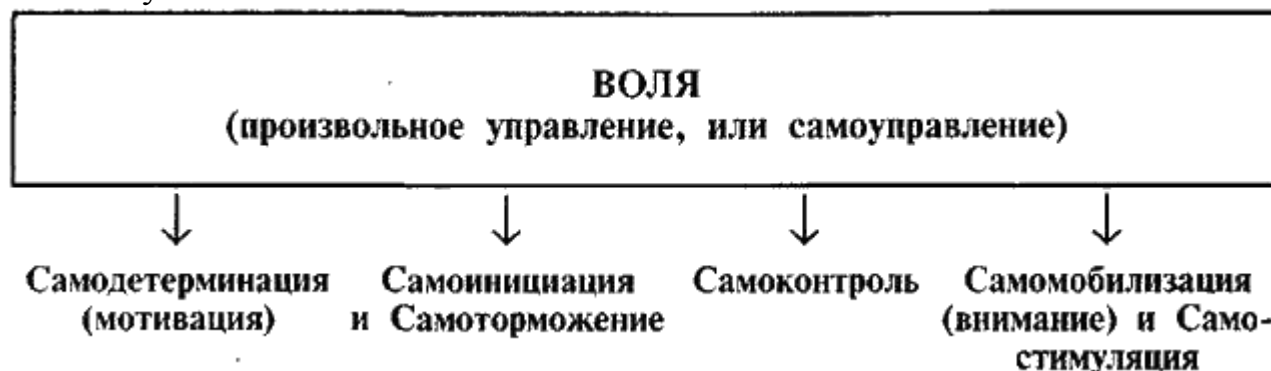 ВОЛЯ
(произвольное управление, или самоуправление)
Самодетерминация Самоинициация Самоконтроль Самомобилизация
(мотивация) и Самоторможение (внимание) и Само-
стимуляция